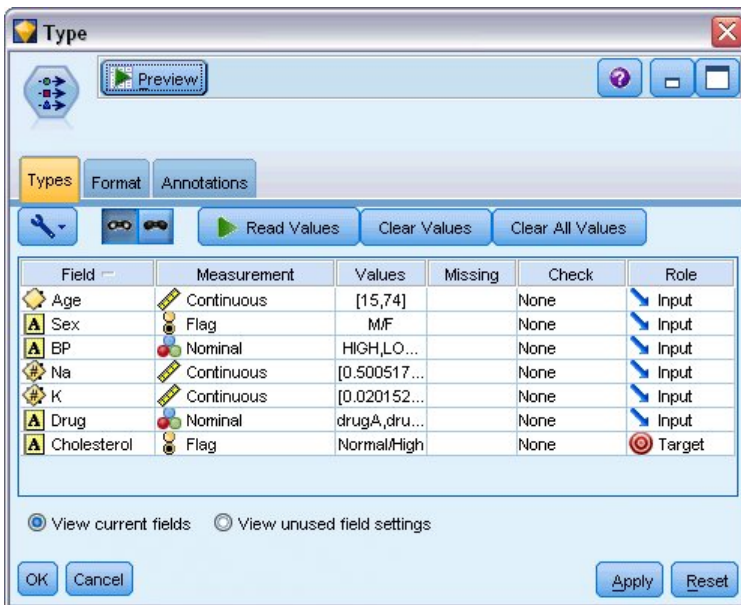 Type
Preview
Types Format Annotations
Read Values Clear Values Clear All Values
Field Measurement Values Missing Check Role
Age Continuous [15,74] None Input
A Sex Flag M/F None Input
A BP Nominal HIGH,LO... None Input
# Na Continuous [0.500517... None Input
# K Continuous [0.020152... None Input
A Drug Nominal drugA,dru... None Input
A Cholesterol Flag Normal/High None Target
View current fields View unused field settings
OK Cancel Apply Reset